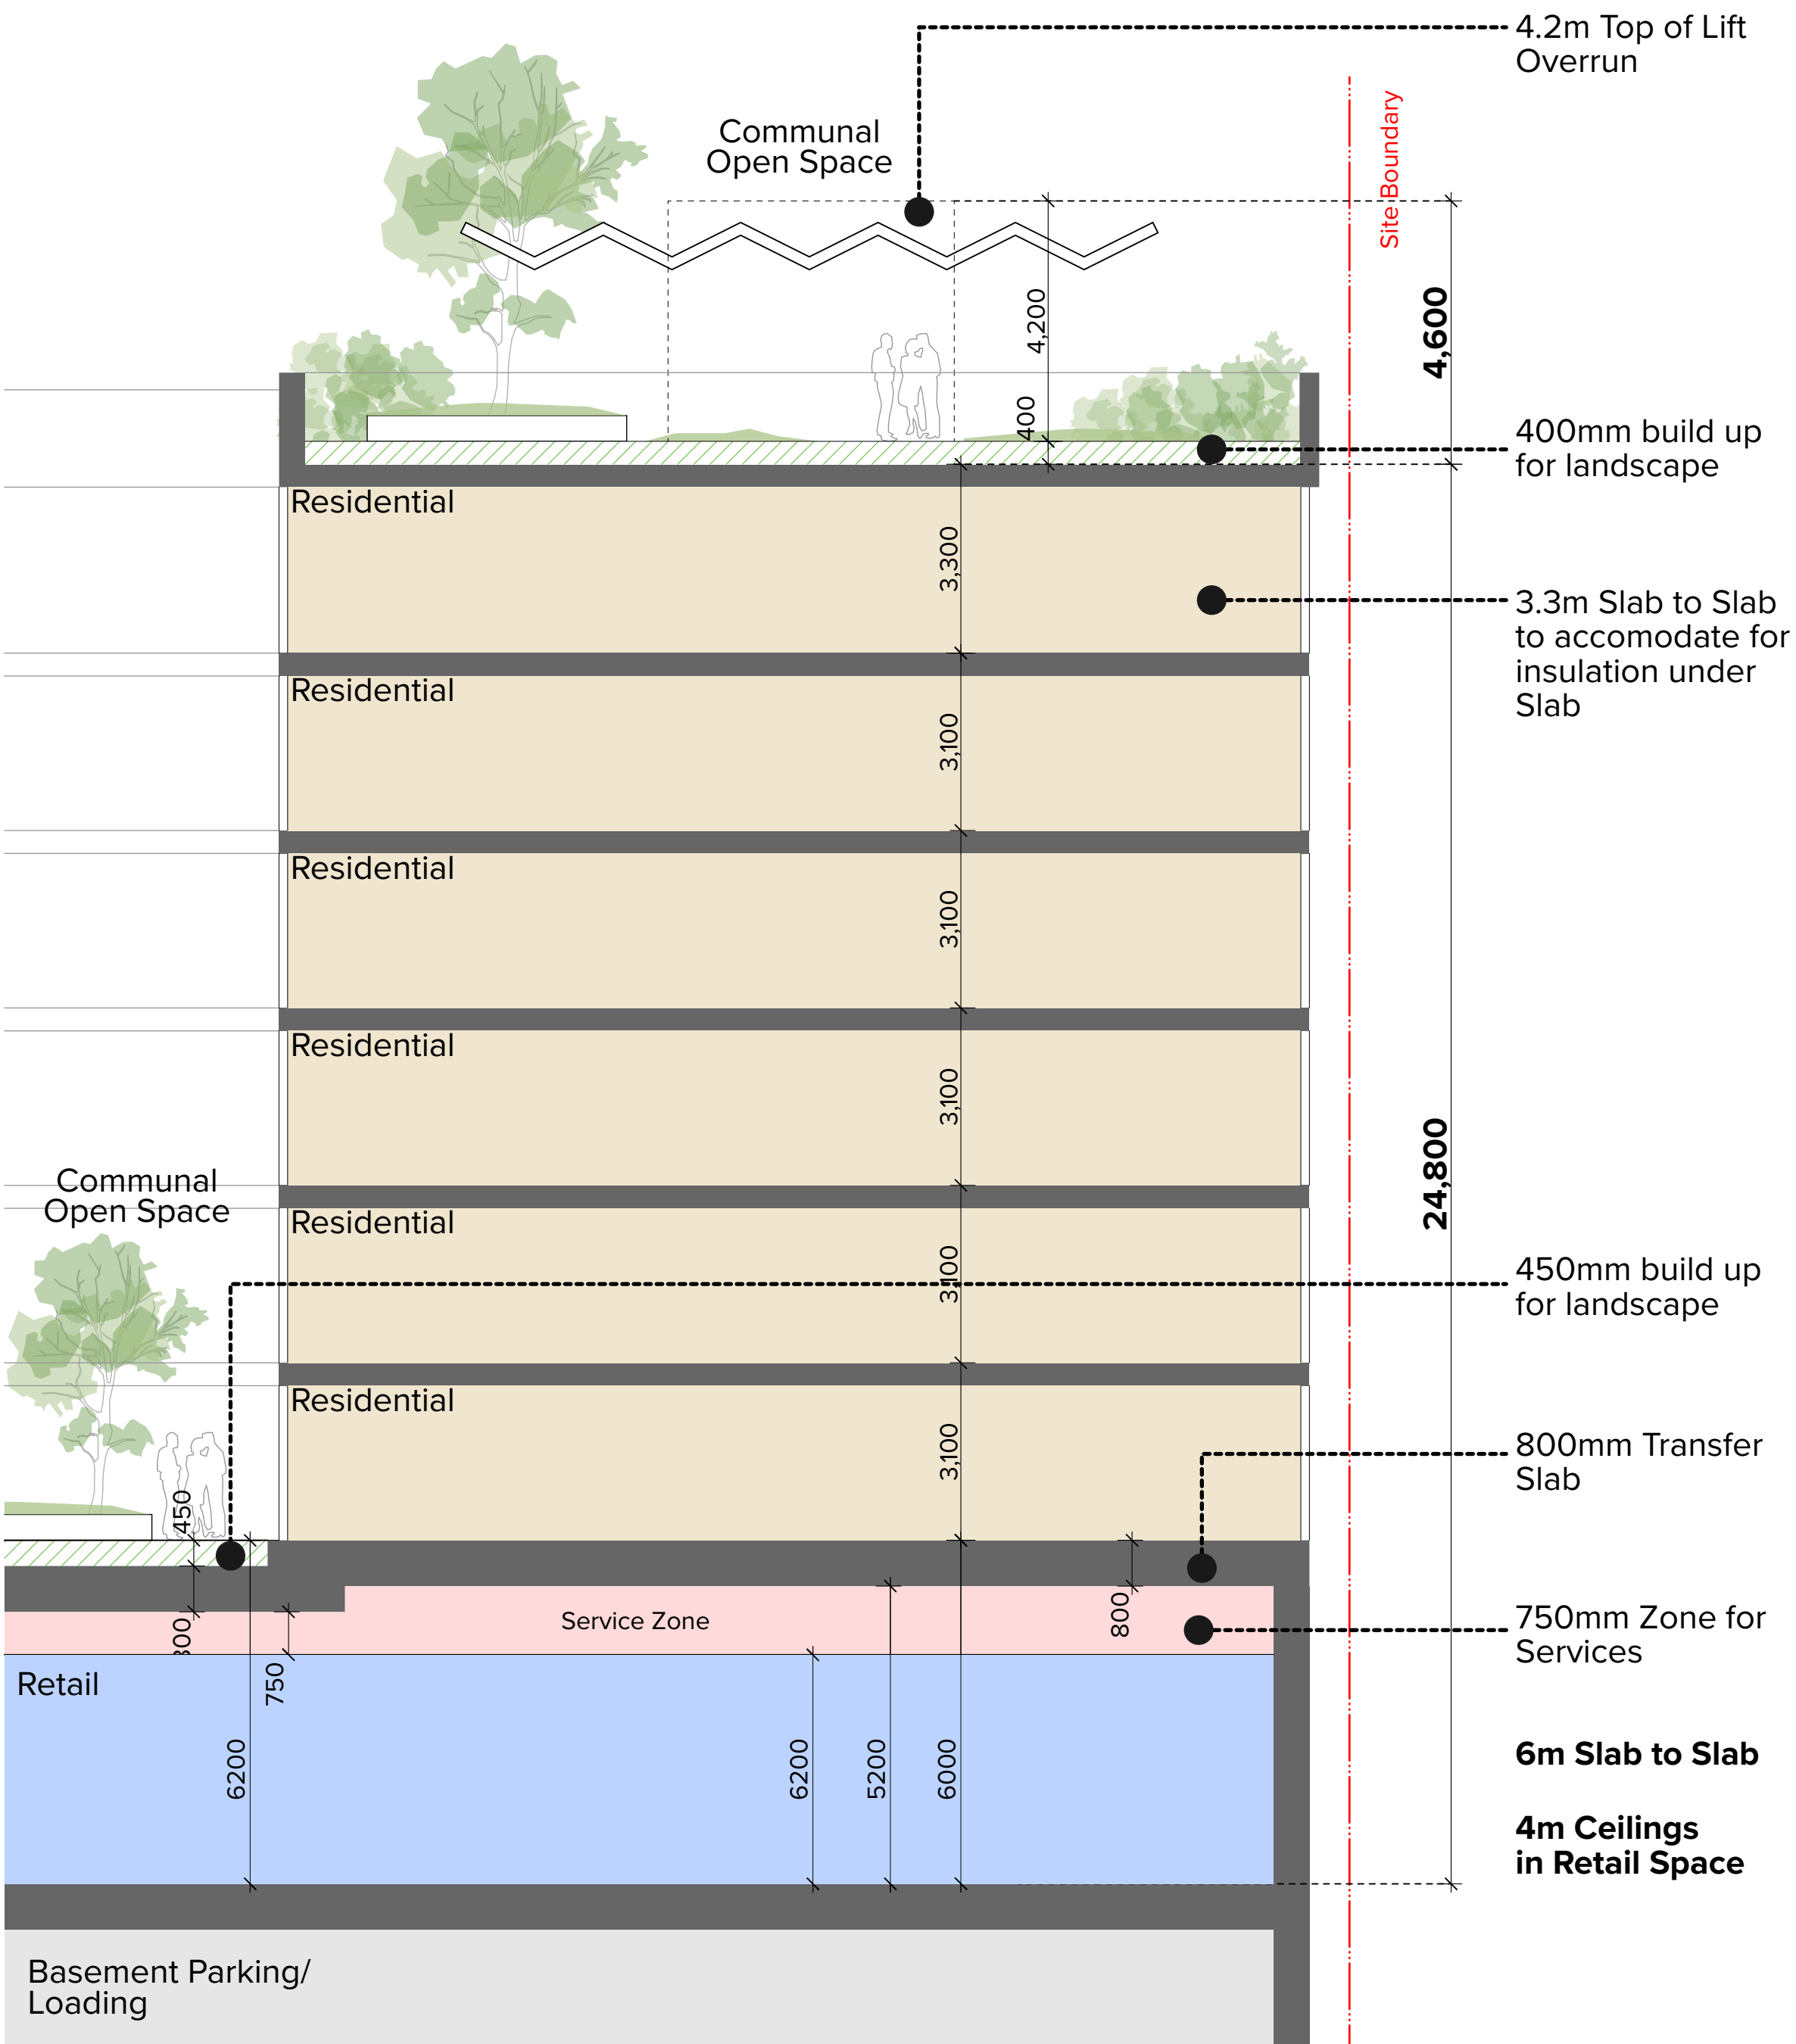 4.2m Top of Lift
Overrun
Communal
Open Space
Site Boundary
4,200
4,600
400
400mm build up
for landscape
Residential
3,300
3.3m Slab to Slab
to accomodate for
insulation under
Slab
Residential
3,100
Residential
3,100
Residential
3,100
24,800
Communal
Open Space
Residential
3,100
450mm build up
for landscape
Residential
3,100
800mm Transfer
Slab
450
800
750mm Zone for
Services
Service Zone
800
750
Retail
6200
6200
5200
6000
6m Slab to Slab
4m Ceilings
in Retail Space
Basement Parking/
Loading